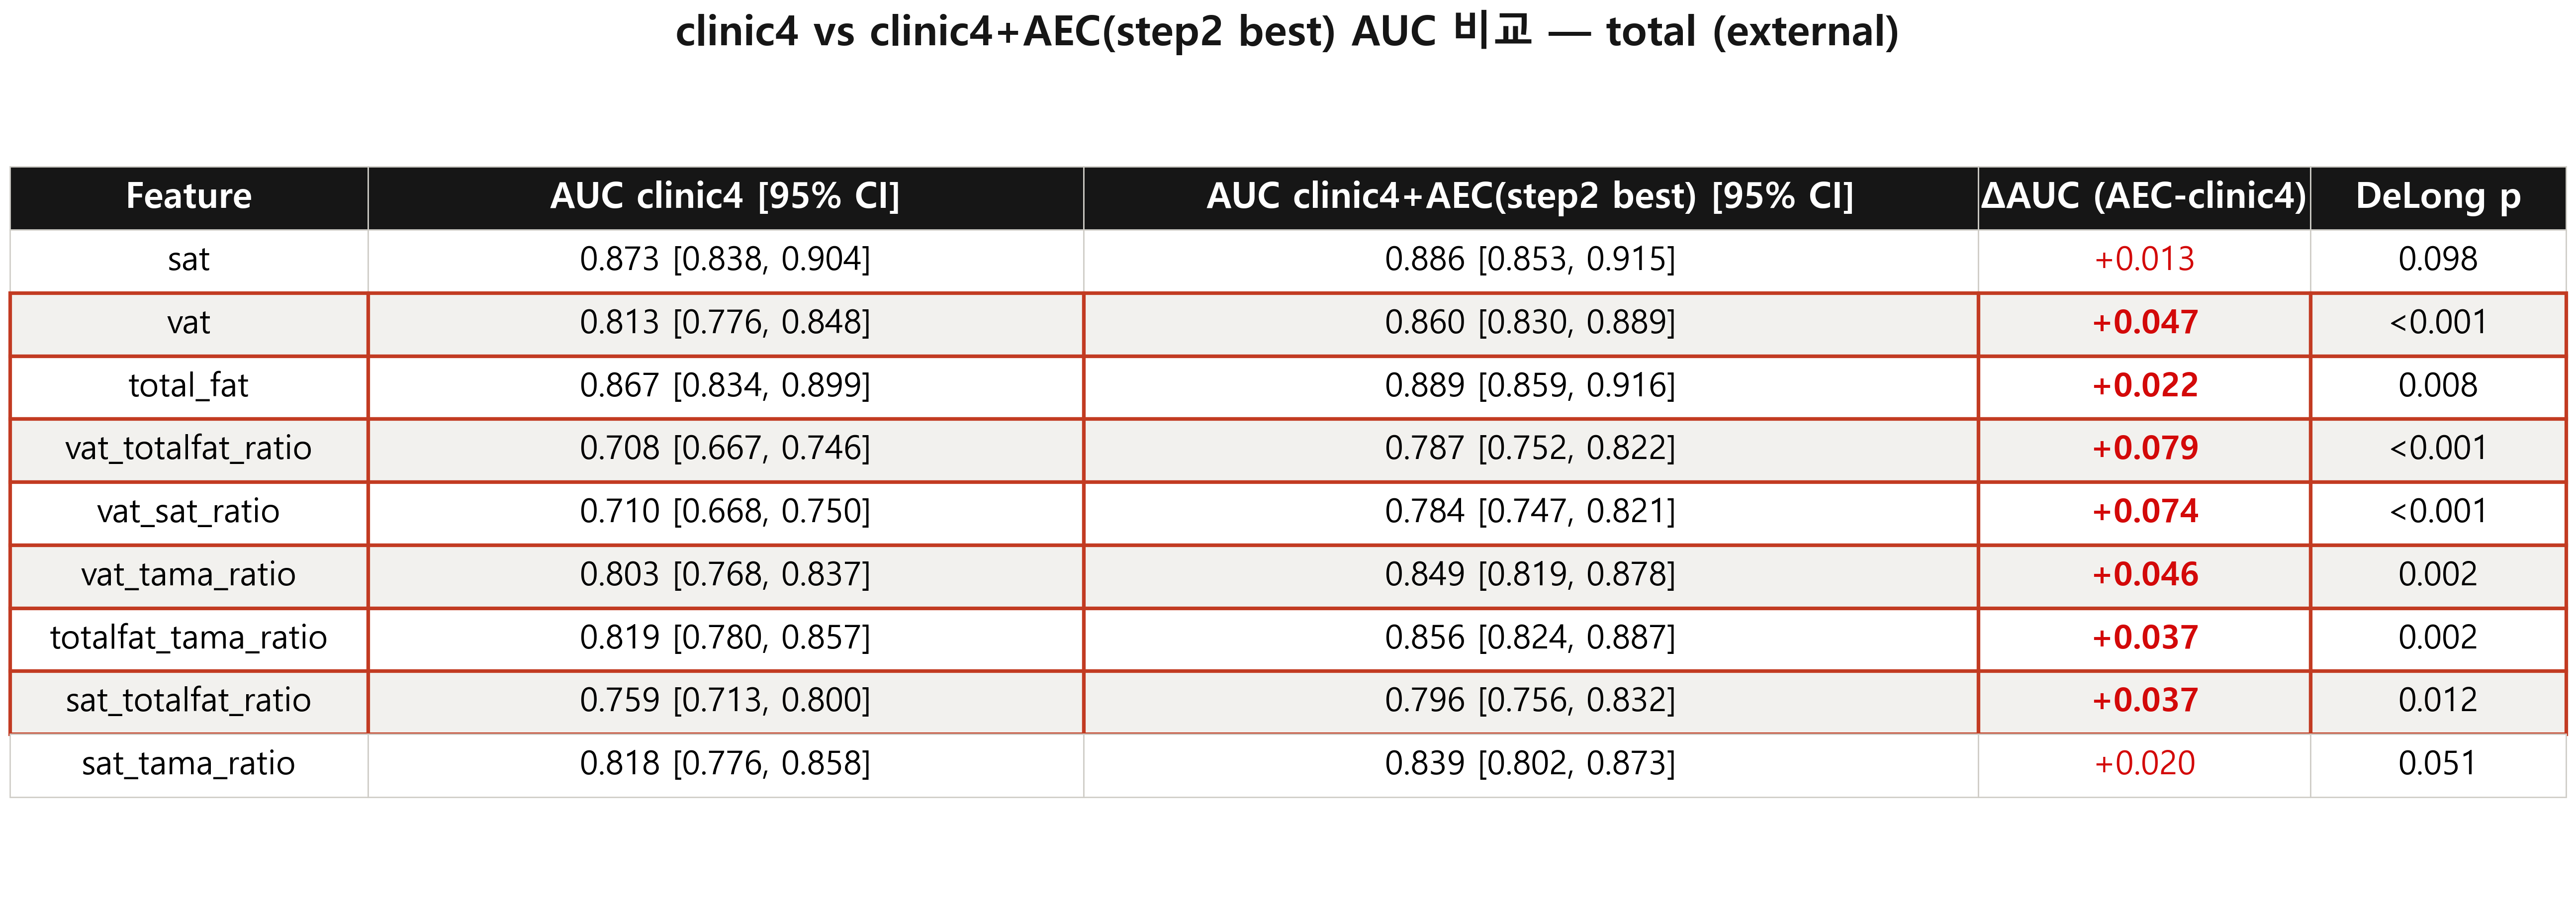 clinic4 vs clinic4+AEC(step2 best) AUC 비교 — total (external)
Feature AUC clinic4 [95% CI] AUC clinic4+AEC(step2 best) [95% CI] ΔAUC (AEC-clinic4) DeLong p
sat 0.873 [0.838, 0.904] 0.886 [0.853, 0.915] +0.013 0.098
vat 0.813 [0.776, 0.848] 0.860 [0.830, 0.889] +0.047 <0.001
total_fat 0.867 [0.834, 0.899] 0.889 [0.859, 0.916] +0.022 0.008
vat_totalfat_ratio 0.708 [0.667, 0.746] 0.787 [0.752, 0.822] +0.079 <0.001
vat_sat_ratio 0.710 [0.668, 0.750] 0.784 [0.747, 0.821] +0.074 <0.001
vat_tama_ratio 0.803 [0.768, 0.837] 0.849 [0.819, 0.878] +0.046 0.002
totalfat_tama_ratio 0.819 [0.780, 0.857] 0.856 [0.824, 0.887] +0.037 0.002
sat_totalfat_ratio 0.759 [0.713, 0.800] 0.796 [0.756, 0.832] +0.037 0.012
sat_tama_ratio 0.818 [0.776, 0.858] 0.839 [0.802, 0.873] +0.020 0.051